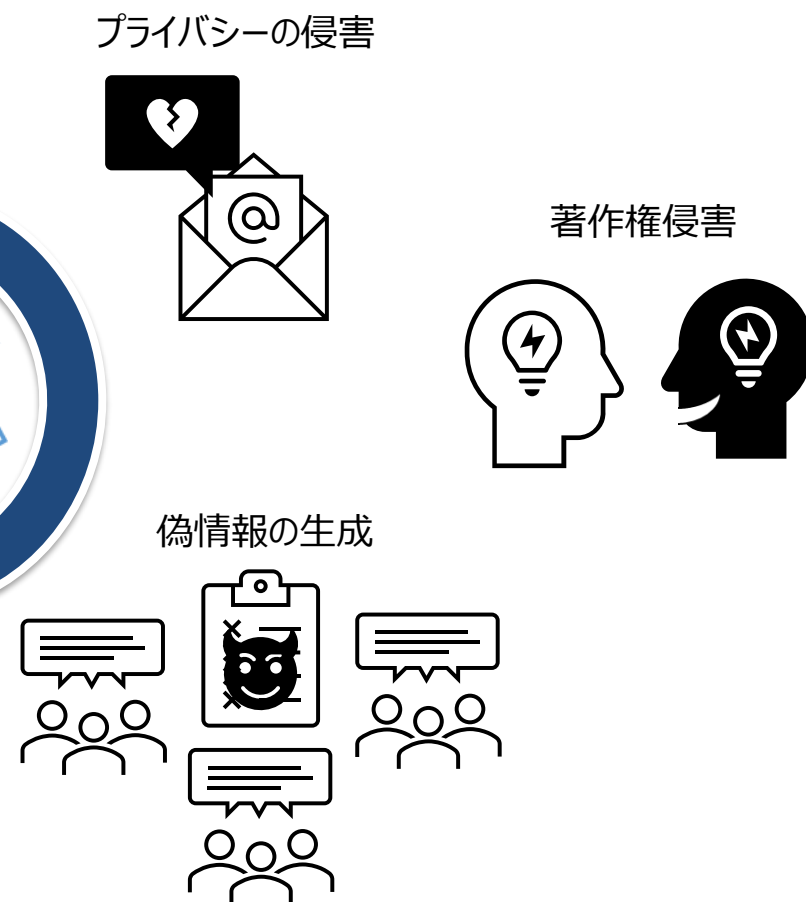 プライバシーの侵害
著作権侵害
偽情報の生成